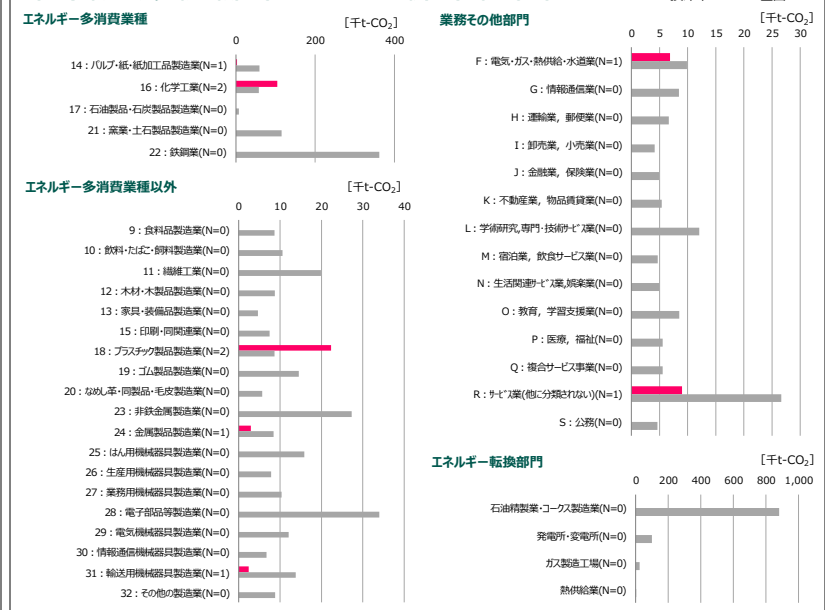 エネルギー多消費業種
[千t-CO₂]
0 200 400
14：パルプ・紙・紙加工品製造業(N=1)
16：化学工業(N=2)
17：石油製品・石炭製品製造業(N=0)
21：窯業・土石製品製造業(N=0)
22：鉄鋼業(N=0)
エネルギー多消費業種以外
[千t-CO₂]
0 10 20 30 40
9：食料品製造業(N=0)
10：飲料・たばこ・飼料製造業(N=0)
11：繊維工業(N=0)
12：木材・木製品製造業(N=0)
13：家具・装備品製造業(N=0)
15：印刷・同関連業(N=0)
18：プラスチック製品製造業(N=2)
19：ゴム製品製造業(N=0)
20：なめし革・同製品・毛皮製造業(N=0)
23：非鉄金属製造業(N=0)
24：金属製品製造業(N=1)
25：はん用機械器具製造業(N=0)
26：生産用機械器具製造業(N=0)
27：業務用機械器具製造業(N=0)
28：電子部品等製造業(N=0)
29：電気機械器具製造業(N=0)
30：情報通信機械器具製造業(N=0)
31：輸送用機械器具製造業(N=1)
32：その他の製造業(N=0)
業務その他部門
[千t-CO₂]
0 5 10 15 20 25 30
F：電気・ガス・熱供給・水道業(N=1)
G：情報通信業(N=0)
H：運輸業，郵便業(N=0)
I：卸売業，小売業(N=0)
J：金融業，保険業(N=0)
K：不動産業，物品賃貸業(N=0)
L：学術研究,専門・技術ｻｰﾋﾞｽ業(N=0)
M：宿泊業，飲食サービス業(N=0)
N：生活関連ｻｰﾋﾞｽ業,娯楽業(N=0)
O：教育，学習支援業(N=0)
P：医療，福祉(N=0)
Q：複合サービス事業(N=0)
R：ｻｰﾋﾞｽ業(他に分類されない)(N=1)
S：公務(N=0)
エネルギー転換部門
[千t-CO₂]
0 200 400 600 800 1,000
石油精製業・コークス製造業(N=0)
発電所・変電所(N=0)
ガス製造工場(N=0)
熱供給業(N=0)